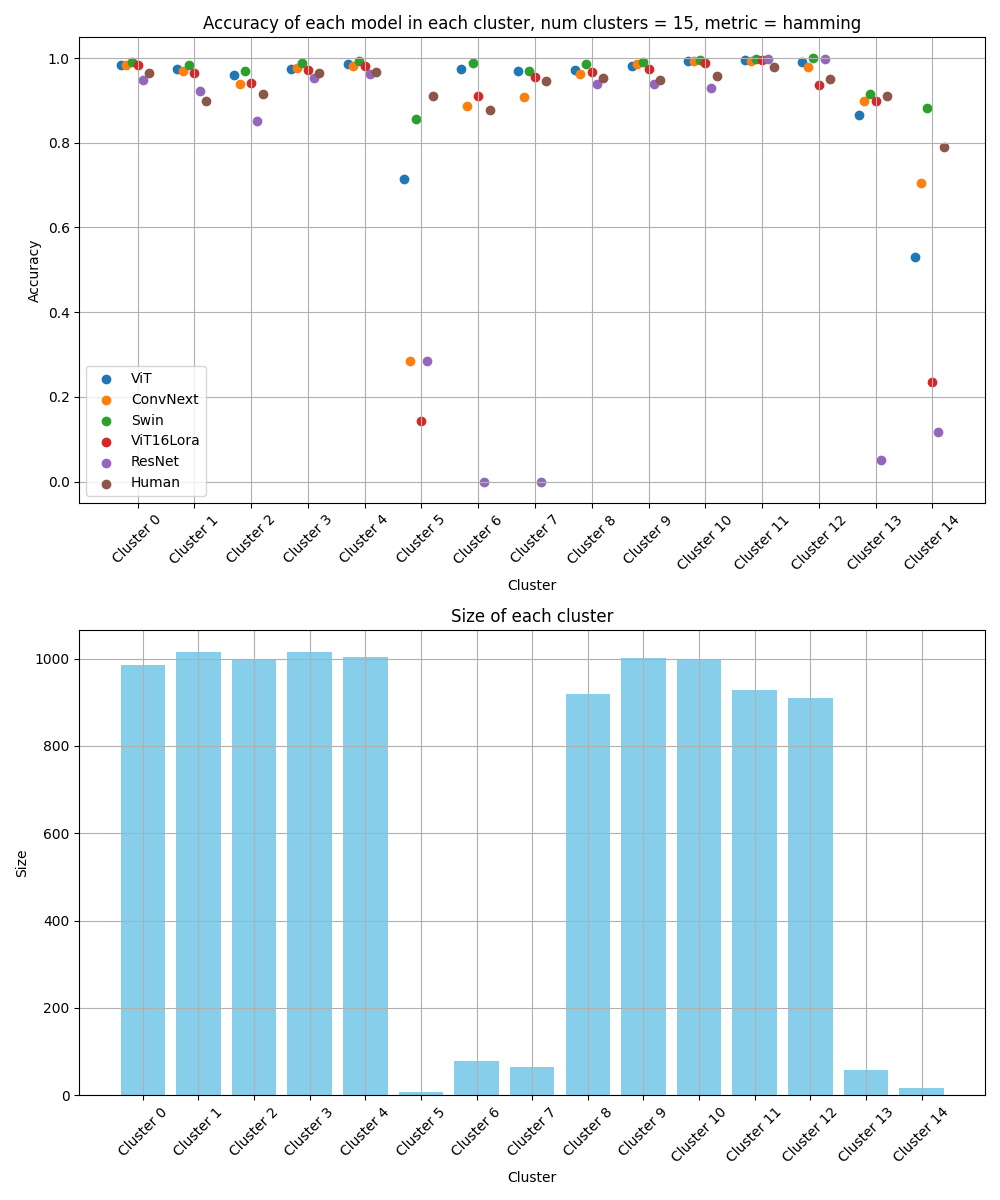 Accuracy of each model in each cluster, num clusters = 15, metric = hamming
1.0
0.8
0.6
0.4
0.2
0.0
Accuracy
ViT
ConvNext
Swin
ViT16Lora
ResNet
Human
Cluster 0
Cluster 1
Cluster 2
Cluster 3
Cluster 4
Cluster 5
Cluster 6
Cluster 7
Cluster 8
Cluster 9
Cluster 10
Cluster 11
Cluster 12
Cluster 13
Cluster 14
Cluster
Size of each cluster
1000
800
600
400
200
0
Size
Cluster 0
Cluster 1
Cluster 2
Cluster 3
Cluster 4
Cluster 5
Cluster 6
Cluster 7
Cluster 8
Cluster 9
Cluster 10
Cluster 11
Cluster 12
Cluster 13
Cluster 14
Cluster